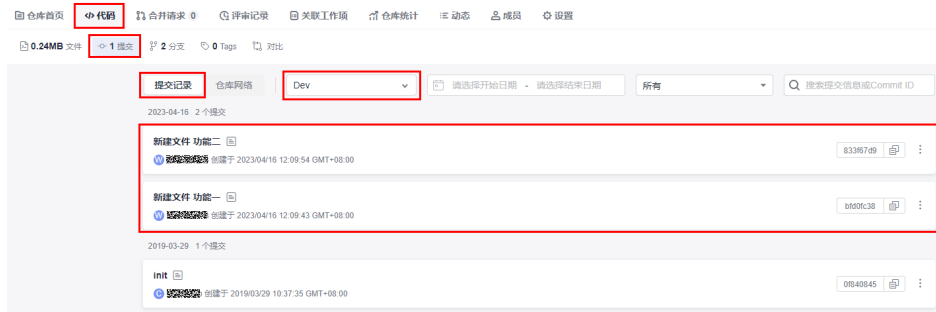 仓库首页 </> 代码 合并请求 0 评审记录 关联工作项 仓库统计 动态 成员 设置
0.24MB 文件 1 提交 2 分支 0 Tags 对比
提交记录 仓库网络 Dev 请选择开始日期 - 请选择结束日期 所有 搜索提交信息或Commit ID
2023-04-16 2 个提交
新建文件 功能二
W 创建于 2023/04/16 12:09:54 GMT+08:00
833f67d9
新建文件 功能一
W 创建于 2023/04/16 12:09:43 GMT+08:00
bfd0fc38
2019-03-29 1 个提交
init
C 创建于 2019/03/29 10:37:35 GMT+08:00
0f840845